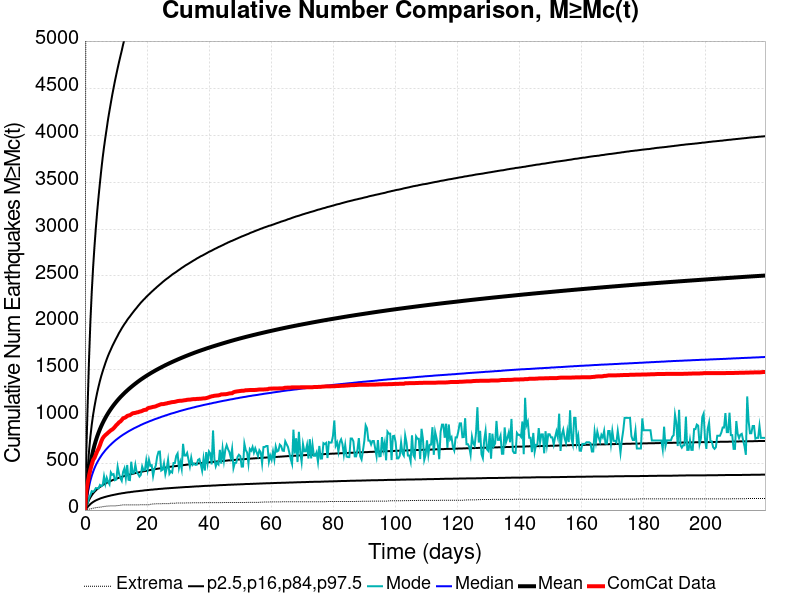 Cumulative Number Comparison, M≥Mc(t)
Cumulative Num Earthquakes M≥Mc(t)
5000
4500
4000
3500
3000
2500
2000
1500
1000
500
0
0 20 40 60 80 100 120 140 160 180 200
Time (days)
Extrema p2.5,p16,p84,p97.5 Mode Median Mean ComCat Data